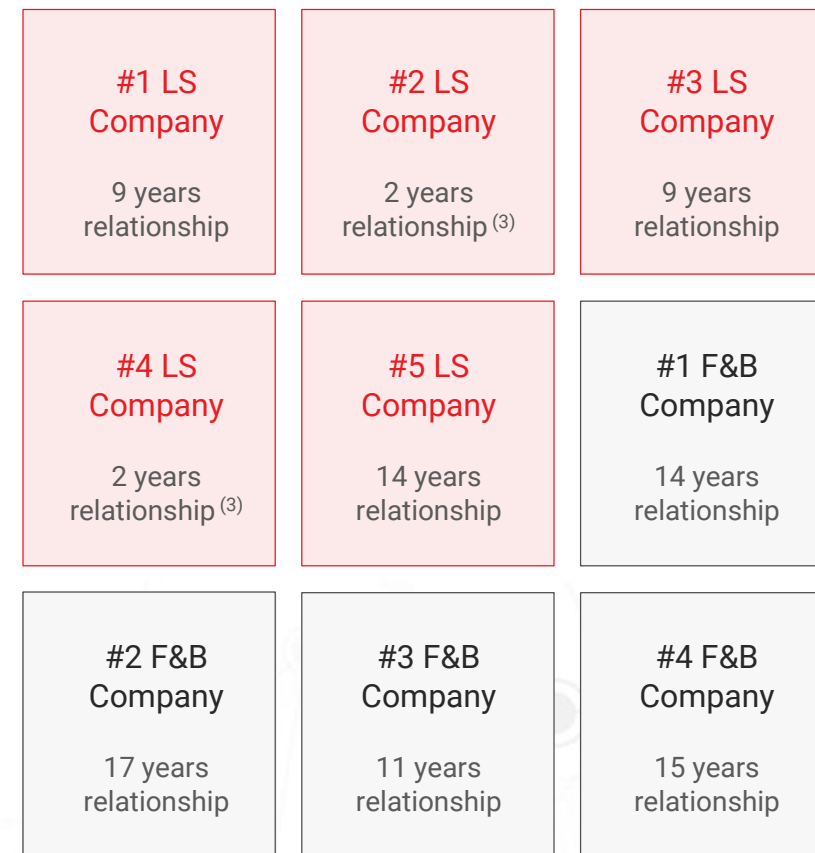 #1 LS
Company
9 years
relationship
#2 LS
Company
2 years
relationship (3)
#3 LS
Company
9 years
relationship
#4 LS
Company
2 years
relationship (3)
#5 LS
Company
14 years
relationship
#1 F&B
Company
14 years
relationship
#2 F&B
Company
17 years
relationship
#3 F&B
Company
11 years
relationship
#4 F&B
Company
15 years
relationship